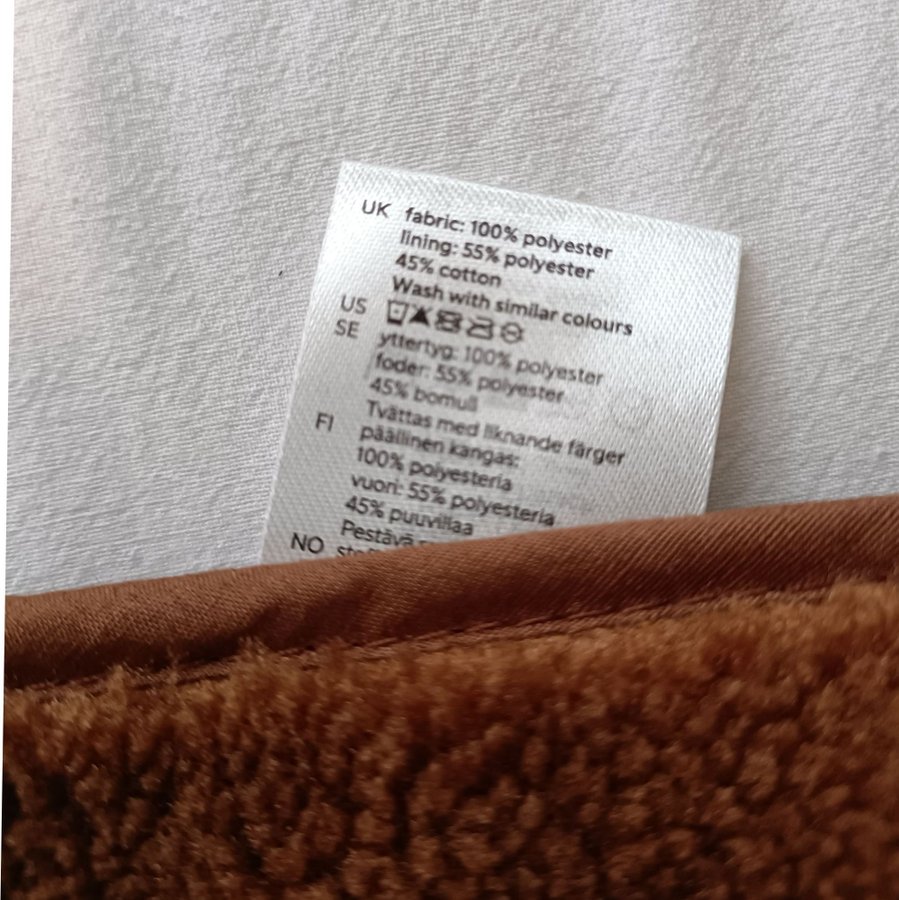 UK fabric: 100% polyester
lining: 55% polyester
45% cotton
Wash with similar colours
US
SE yttertyg: 100% polyester
foder: 55% polyester
45% bomull
Tvättas med liknande färger
FI päällinen kangas:
100% polyesteria
vuori: 55% polyesteria
45% puuvillaa
Pestävä
NO